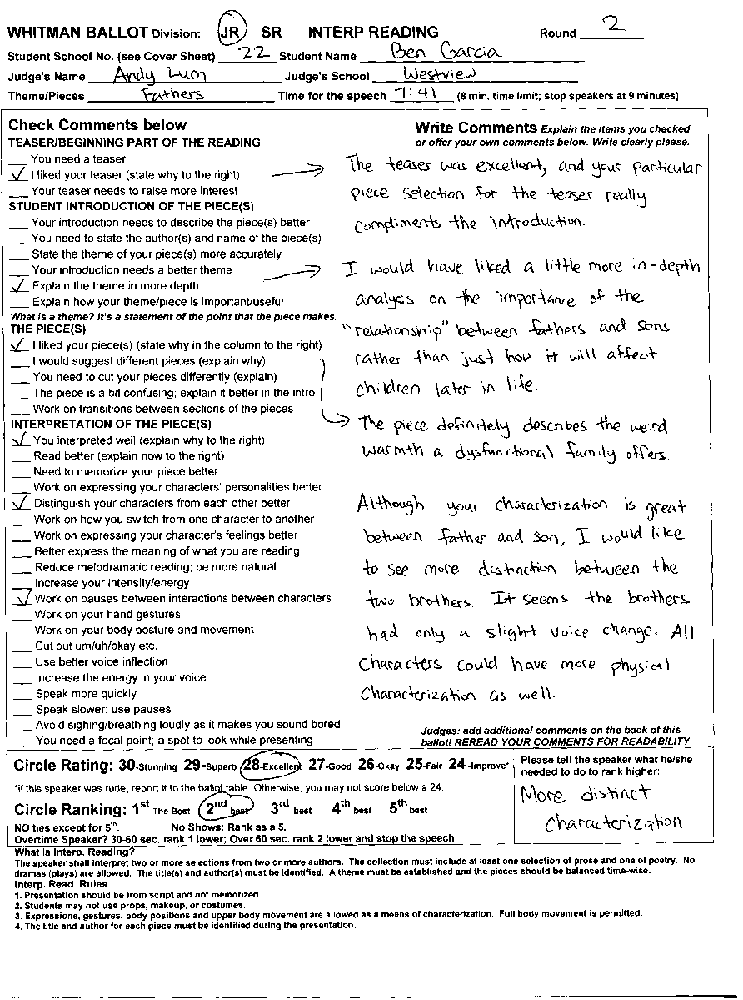 WHITMAN BALLOT Division: JR SR INTERP READING Round 2
Student School No. (see Cover Sheet) 22 Student Name Ben Garcia
Judge's Name Andy Lum Judge's School Westview
Theme/Pieces Fathers Time for the speech 7:41 (8 min. time limit; stop speakers at 9 minutes)
Check Comments below
TEASER/BEGINNING PART OF THE READING
___ You need a teaser
✓ I liked your teaser (state why to the right)
___ Your teaser needs to raise more interest
STUDENT INTRODUCTION OF THE PIECE(S)
___ Your introduction needs to describe the piece(s) better
___ You need to state the author(s) and name of the piece(s)
___ State the theme of your piece(s) more accurately
___ Your introduction needs a better theme
✓ Explain the theme in more depth
___ Explain how your theme/piece is important/useful
What is a theme? It's a statement of the point that the piece makes.
THE PIECE(S)
✓ I liked your piece(s) (state why in the column to the right)
___ I would suggest different pieces (explain why)
___ You need to cut your pieces differently (explain)
___ The piece is a bit confusing; explain it better in the intro
___ Work on transitions between sections of the pieces
INTERPRETATION OF THE PIECE(S)
✓ You interpreted well (explain why to the right)
___ Read better (explain how to the right)
___ Need to memorize your piece better
___ Work on expressing your characters' personalities better
✓ Distinguish your characters from each other better
___ Work on how you switch from one character to another
___ Work on expressing your character's feelings better
___ Better express the meaning of what you are reading
___ Reduce melodramatic reading; be more natural
___ Increase your intensity/energy
✓ Work on pauses between interactions between characters
___ Work on your hand gestures
___ Work on your body posture and movement
___ Cut out um/uh/okay etc.
___ Use better voice inflection
___ Increase the energy in your voice
___ Speak more quickly
___ Speak slower; use pauses
___ Avoid sighing/breathing loudly as it makes you sound bored
___ You need a focal point; a spot to look while presenting
Write Comments Explain the items you checked
or offer your own comments below. Write clearly please.
The teaser was excellent, and your particular
piece selection for the teaser really
compliments the introduction.
I would have liked a little more in-depth
analysis on the importance of the
"relationship" between fathers and sons
rather than just how it will affect
children later in life.
The piece definitely describes the weird
warmth a dysfunctional family offers.
Although your characterization is great
between father and son, I would like
to see more distinction between the
two brothers. It seems the brothers
had only a slight voice change. All
characters could have more physical
characterization as well.
Judges: add additional comments on the back of this
ballot! REREAD YOUR COMMENTS FOR READABILITY
Circle Rating: 30-Stunning 29-Superb 28-Excellent 27-Good 26-Okay 25-Fair 24-Improve*
*if this speaker was rude, report it to the ballot table. Otherwise, you may not score below a 24.
Circle Ranking: 1st The Best 2nd best 3rd best 4th best 5th best
NO ties except for 5th. No Shows: Rank as a 5.
Overtime Speaker? 30-60 sec. rank 1 lower; Over 60 sec. rank 2 lower and stop the speech.
Please tell the speaker what he/she
needed to do to rank higher:
More distinct
characterization
What is Interp. Reading?
The speaker shall interpret two or more selections from two or more authors. The collection must include at least one selection of prose and one of poetry. No
dramas (plays) are allowed. The title(s) and author(s) must be identified. A theme must be established and the pieces should be balanced time-wise.
Interp. Read. Rules
1. Presentation should be from script and not memorized.
2. Students may not use props, makeup, or costumes.
3. Expressions, gestures, body positions and upper body movement are allowed as a means of characterization. Full body movement is permitted.
4. The title and author for each piece must be identified during the presentation.